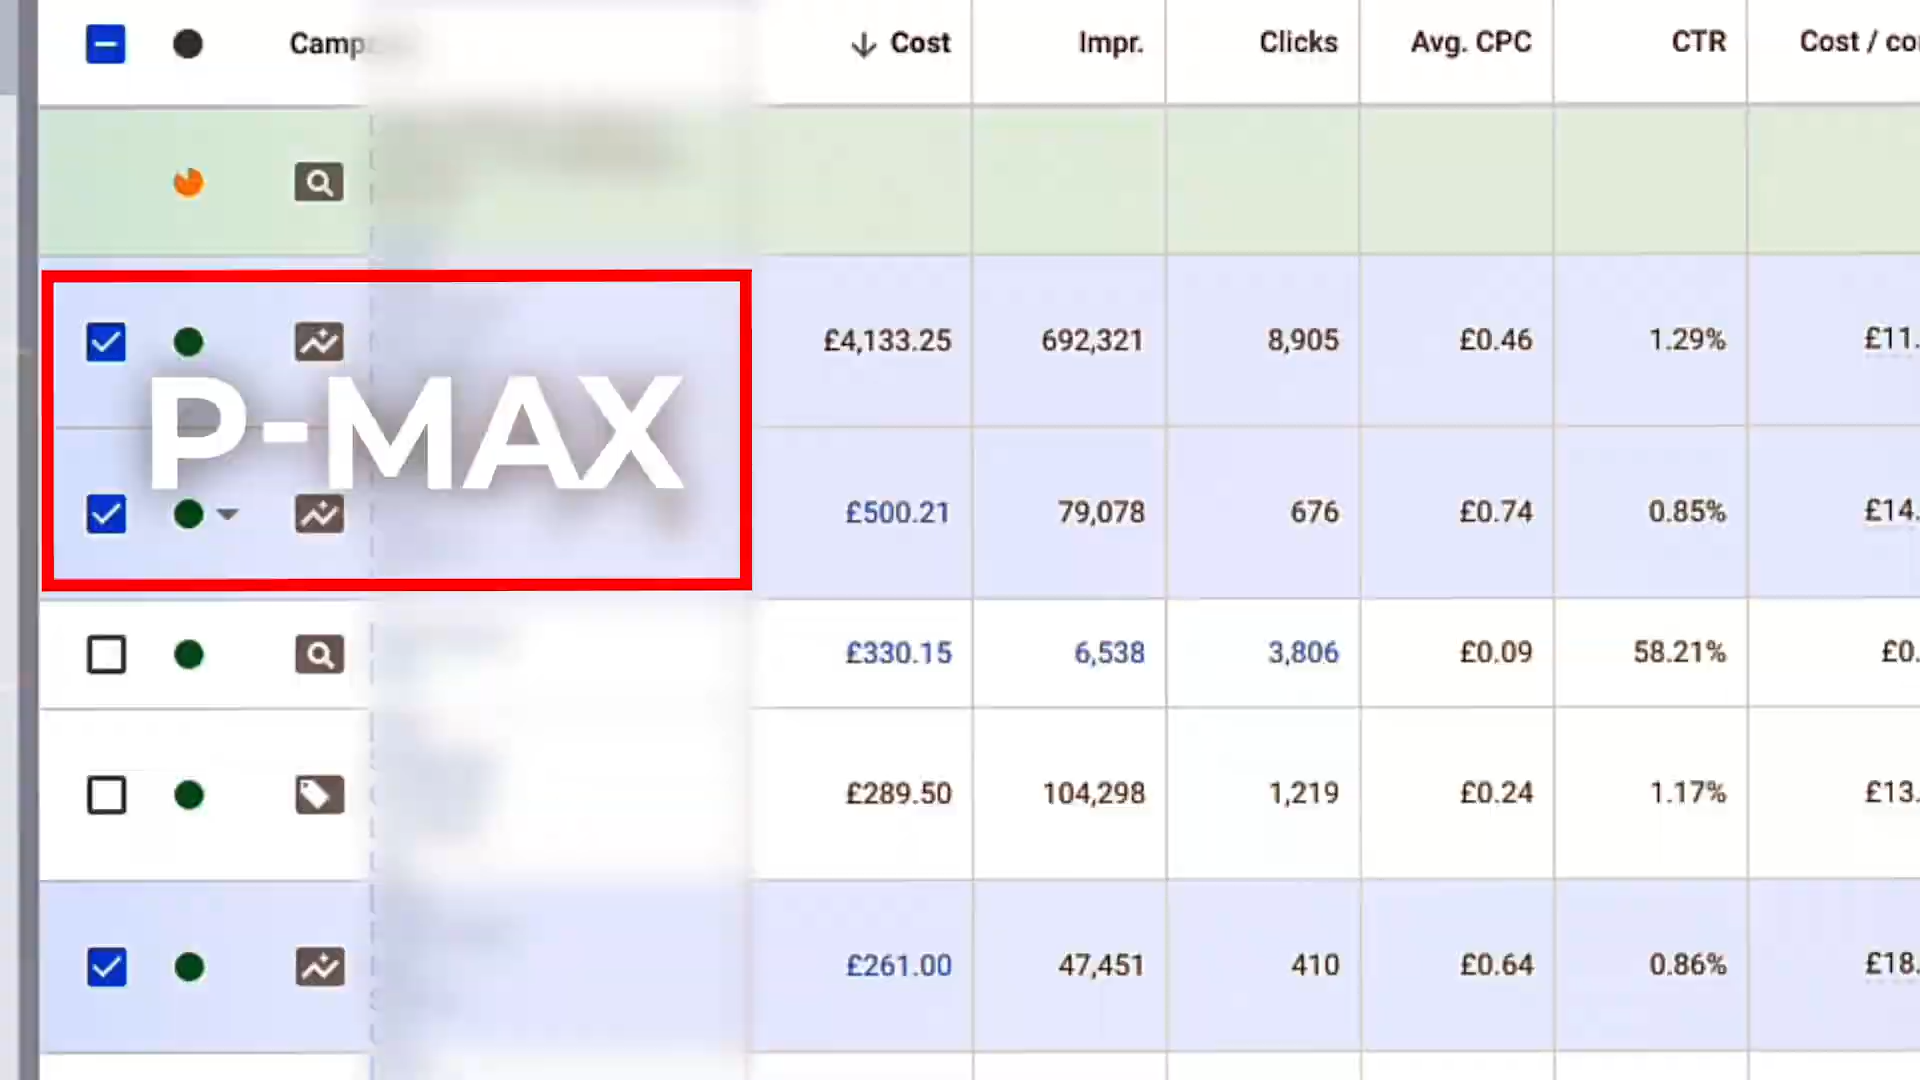 Cost Impr. Clicks Avg. CPC CTR Cost /
£4,133.25 692,321 8,905 £0.46 1.29% £11.
P-MAX
£500.21 79,078 676 £0.74 0.85% £14.
£330.15 6,538 3,806 £0.09 58.21% £0.
£289.50 104,298 1,219 £0.24 1.17% £13.
£261.00 47,451 410 £0.64 0.86% £18.